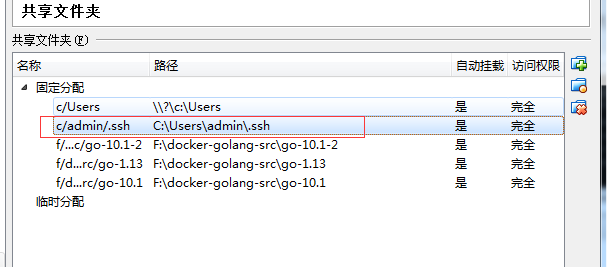 共享文件夹
共享文件夹(F)
名称 路径 自动挂载 访问权限
固定分配
c/Users \\?\c:\Users 是 完全
c/admin/.ssh C:\Users\admin\.ssh 是 完全
f/...c/go-10.1-2 F:\docker-golang-src\go-10.1-2 是 完全
f/d...rc/go-1.13 F:\docker-golang-src\go-1.13 是 完全
f/d...rc/go-10.1 F:\docker-golang-src\go-10.1 是 完全
临时分配